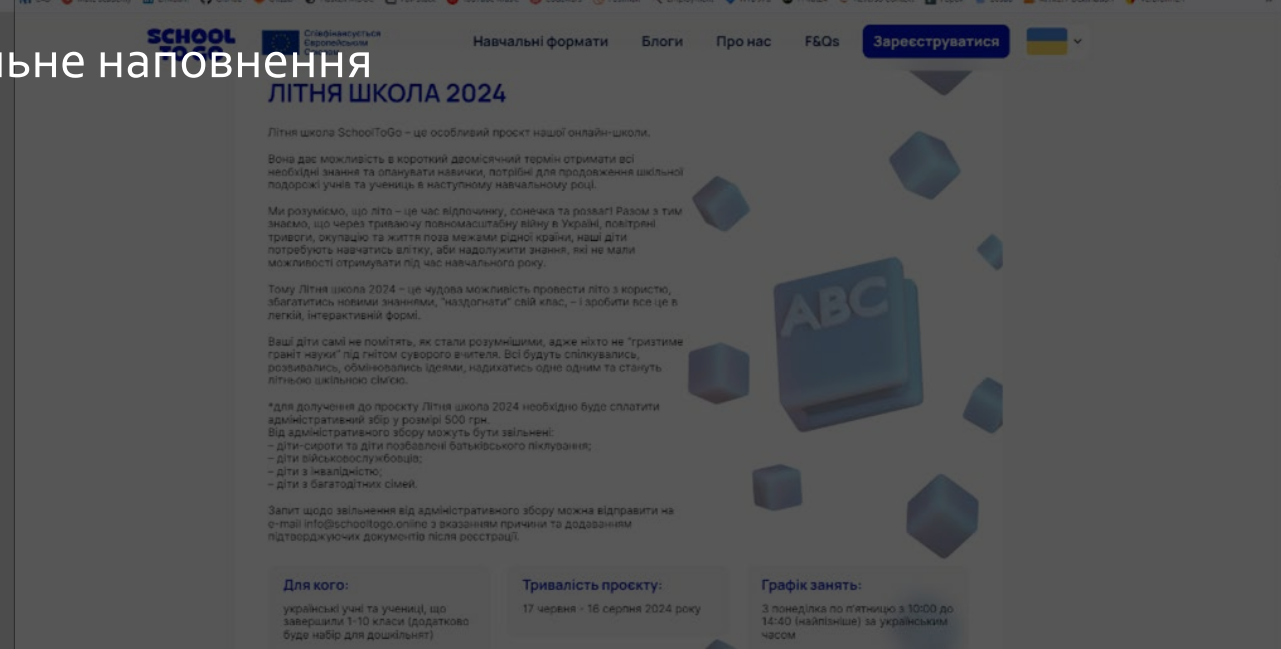 SCHOOL
TO GO
Співфінансується
Європейським
Навчальні формати
Блоги
Про нас
F&Qs
Зареєструватися
льне наповнення
ЛІТНЯ ШКОЛА 2024
Літня школа SchoolToGo – це особливий проєкт нашої онлайн-школи.
Вона дає можливість в короткий двомісячний термін отримати всі
необхідні знання та опанувати навички, потрібні для продовження шкільної
подорожі учнів та учениць в наступному навчальному році.
Ми розуміємо, що літо – це час відпочинку, сонечка та розваг! Разом з тим
знаємо, що через триваючу повномасштабну війну в Україні, повітряні
тривоги, окупацію та життя поза межами рідної країни, наші діти
потребують навчатись влітку, аби надолужити знання, які не мали
можливості отримувати під час навчального року.
Тому Літня школа 2024 – це чудова можливість провести літо з користю,
збагатитись новими знаннями, "наздогнати" свій клас, – і зробити все це в
легкій, інтерактивній формі.
Ваші діти самі не помітять, як стали розумнішими, адже ніхто не "гризтиме
граніт науки" під гнітом суворого вчителя. Всі будуть спілкувались,
розвивались, обмінювались ідеями, надихатись одне одним та стануть
літньою шкільною сім'єю.
*для долучення до проєкту Літня школа 2024 необхідно буде сплатити
адміністративний збір у розмірі 500 грн.
Від адміністративного збору можуть бути звільнені:
– діти-сироти та діти позбавлені батьківського піклування;
– діти військовослужбовців;
– діти з інвалідністю;
– діти з багатодітних сімей.
Запит щодо звільнення від адміністративного збору можна відправити на
e-mail info@schooltogo.online з вказанням причини та додаванням
підтверджуючих документів після реєстрації.
ABC
Для кого:
українські учні та учениці, що
завершили 1-10 класи (додатково
буде набір для дошкільнят)
Тривалість проєкту:
17 червня - 16 серпня 2024 року
Графік занять:
З понеділка по п'ятницю з 10:00 до
14:40 (найпізніше) за українським
часом